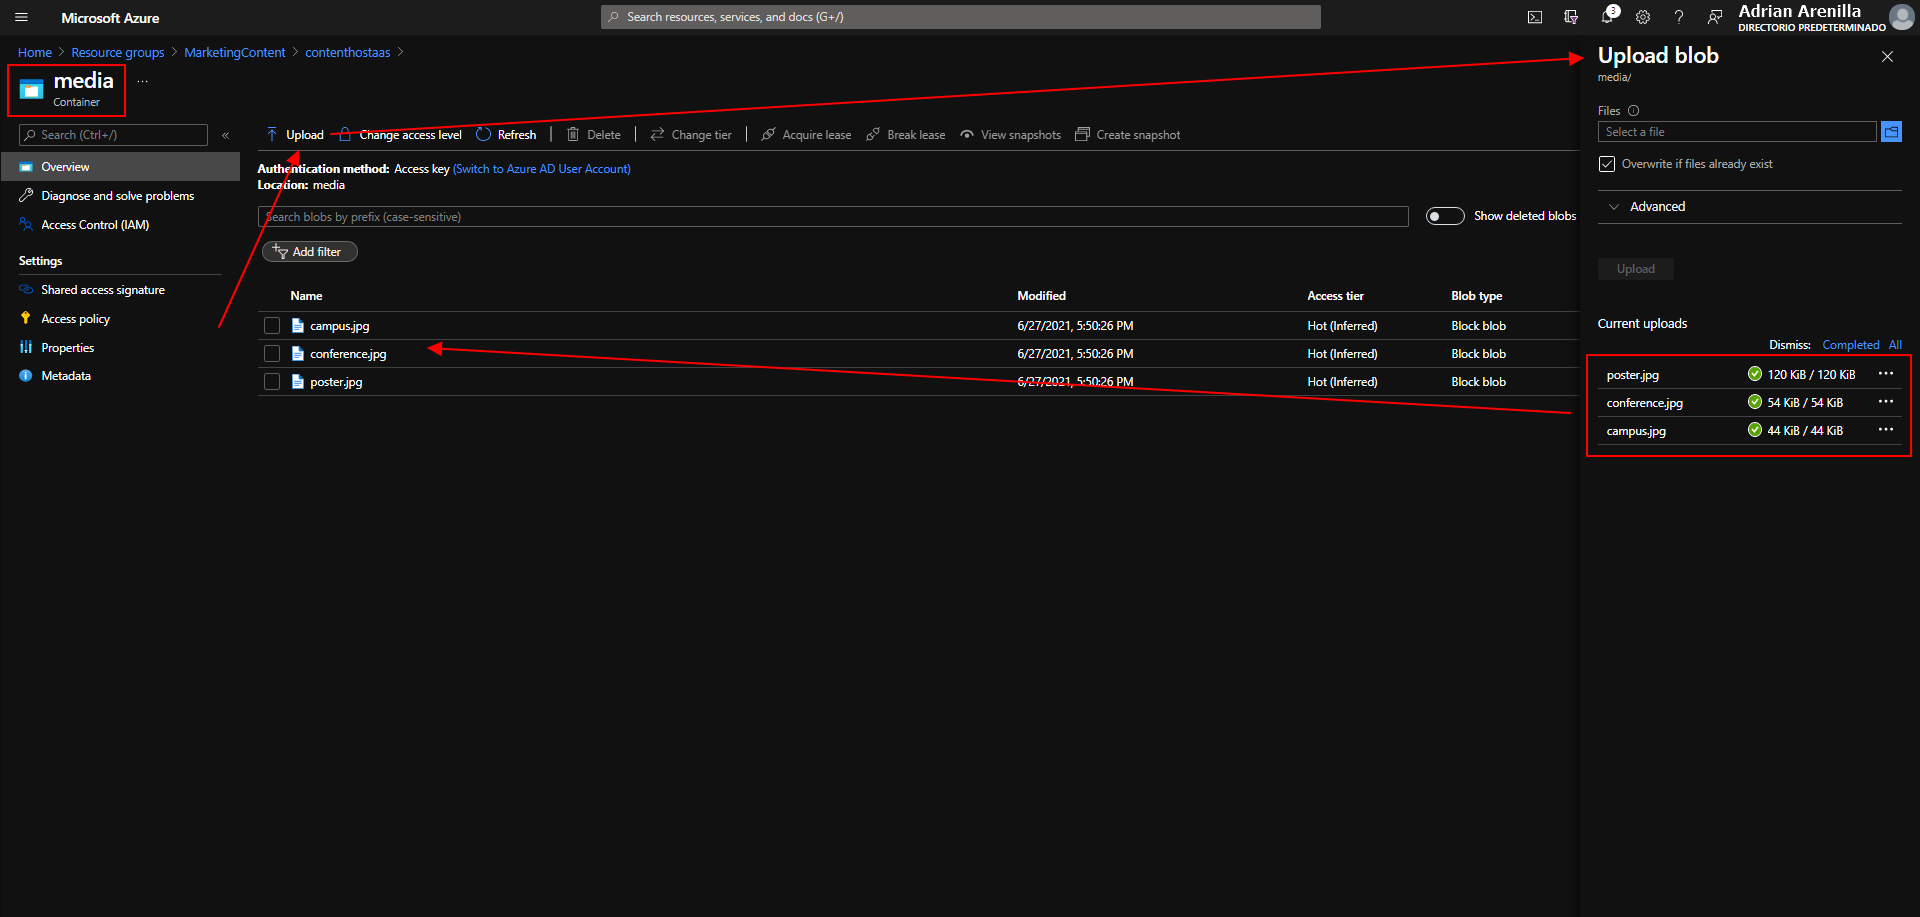 Microsoft Azure
Search resources, services, and docs (G+/)
3
Adrian Arenilla
DIRECTORIO PREDETERMINADO
Home > Resource groups > MarketingContent > contenthostaas >
media
...
Container
Search (Ctrl+/)
«
Overview
Diagnose and solve problems
Access Control (IAM)
Settings
Shared access signature
Access policy
Properties
Metadata
Upload Change access level Refresh Delete Change tier Acquire lease Break lease View snapshots Create snapshot
Authentication method: Access key (Switch to Azure AD User Account)
Location: media
Search blobs by prefix (case-sensitive)
Show deleted blobs
Add filter
Name Modified Access tier Blob type
campus.jpg 6/27/2021, 5:50:26 PM Hot (Inferred) Block blob
conference.jpg 6/27/2021, 5:50:26 PM Hot (Inferred) Block blob
poster.jpg 6/27/2021, 5:50:26 PM Hot (Inferred) Block blob
Upload blob
media/
Files
Select a file
Overwrite if files already exist
Advanced
Upload
Current uploads
Dismiss: Completed All
poster.jpg 120 KiB / 120 KiB ...
conference.jpg 54 KiB / 54 KiB ...
campus.jpg 44 KiB / 44 KiB ...